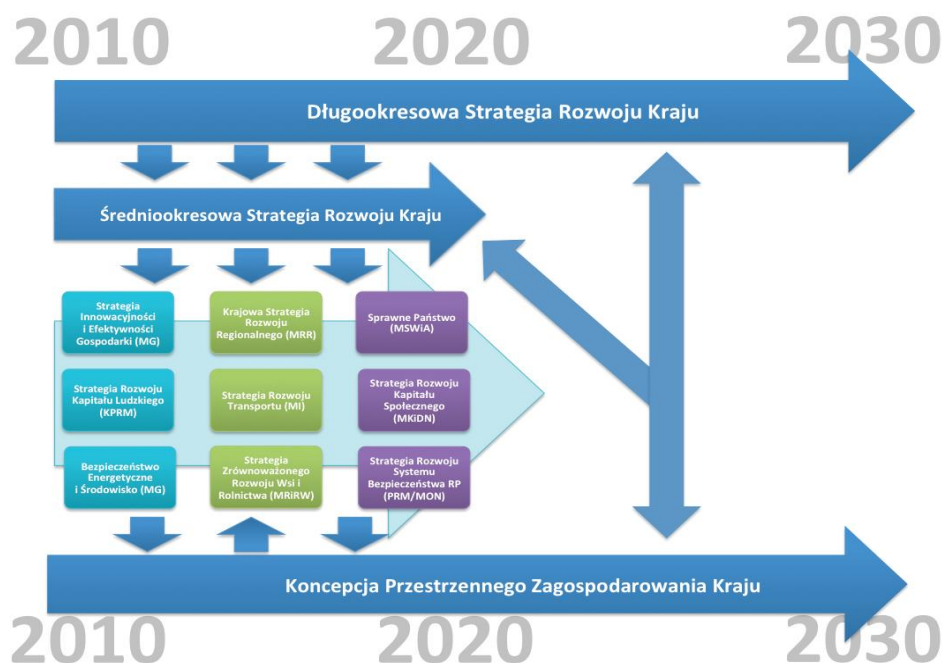 2010 2020 2030
Długookresowa Strategia Rozwoju Kraju
Średniookresowa Strategia Rozwoju Kraju
Strategia
Innowacyjności
i Efektywności
Gospodarki (MG)
Krajowa Strategia
Rozwoju
Regionalnego (MRR)
Sprawne Państwo
(MSWiA)
Strategia Rozwoju
Kapitału Ludzkiego
(KPRM)
Strategia Rozwoju
Transportu (MI)
Strategia Rozwoju
Kapitału
Społecznego
(MKiDN)
Bezpieczeństwo
Energetyczne
i Środowisko (MG)
Strategia
Zrównoważonego
Rozwoju Wsi i
Rolnictwa (MRiRW)
Strategia Rozwoju
Systemu
Bezpieczeństwa RP
(PRM/MON)
Koncepcja Przestrzennego Zagospodarowania Kraju
2010 2020 2030